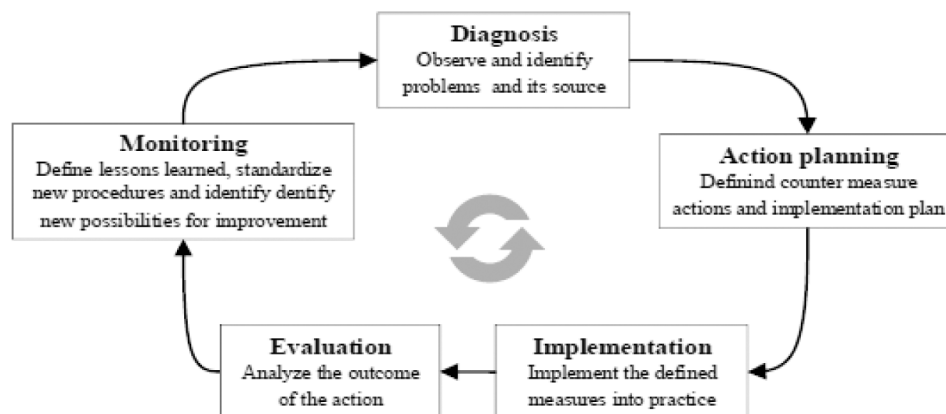 Diagnosis
Observe and identify
problems and its source
Action planning
Definind counter measure
actions and implementation plan
Implementation
Implement the defined
measures into practice
Evaluation
Analyze the outcome
of the action
Monitoring
Define lessons learned, standardize
new procedures and identify dentify
new possibilities for improvement